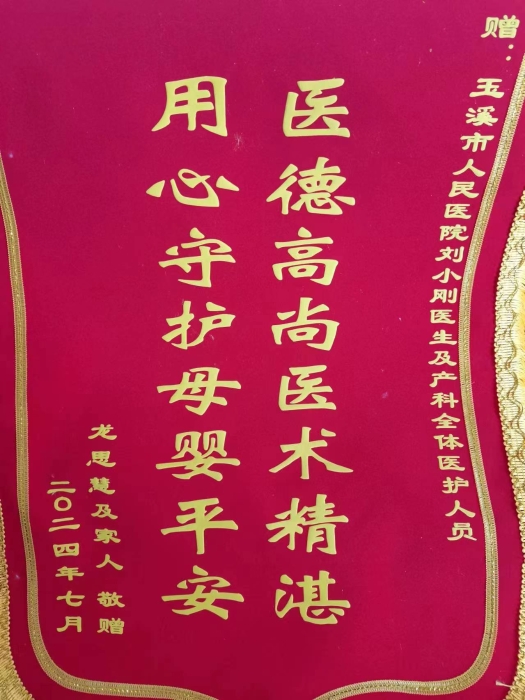 赠：
玉溪市人民医院刘小刚医生及产科全体医护人员
医德高尚医术精湛
用心守护母婴平安
龙思慧及家人 敬赠
二〇二四年七月